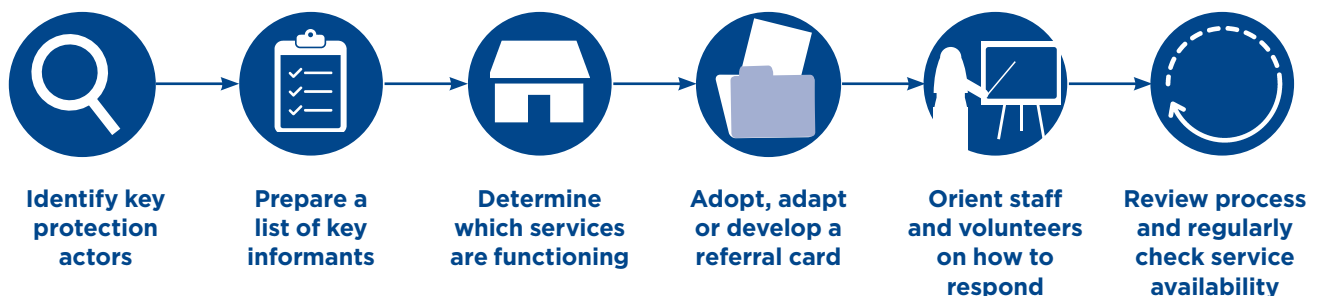 Identify key
protection
actors
Prepare a
list of key
informants
Determine
which services
are functioning
Adopt, adapt
or develop a
referral card
Orient staff
and volunteers
on how to
respond
Review process
and regularly
check service
availability